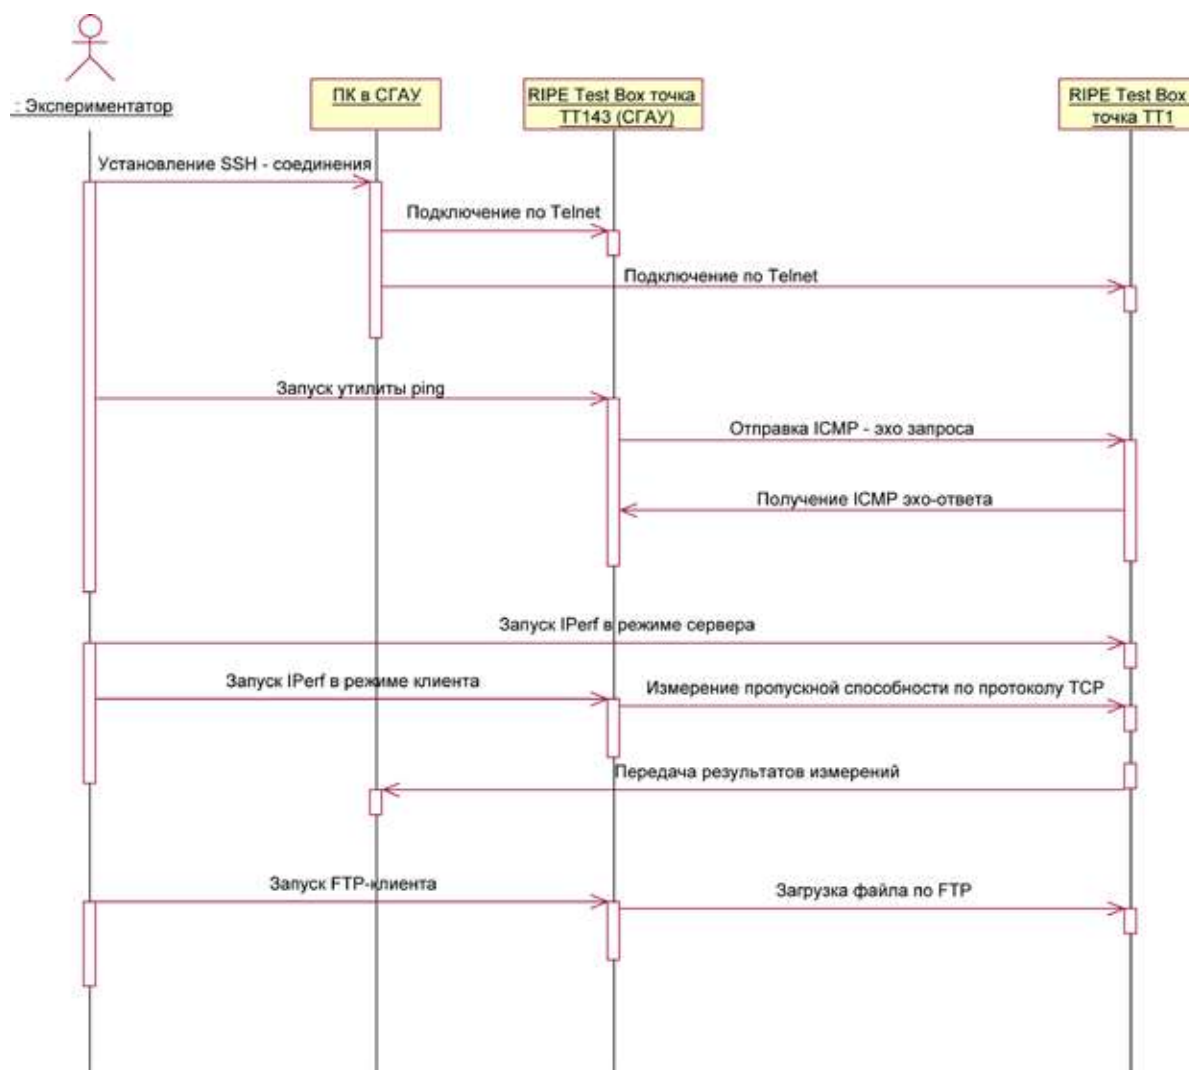 : Экспериментатор
ПК в СГАУ
RIPE Test Box точка
ТТ143 (СГАУ)
RIPE Test Box
точка ТТ1
Установление SSH - соединения
Подключение по Telnet
Подключение по Telnet
Запуск утилиты ping
Отправка ICMP - эхо запроса
Получение ICMP эхо-ответа
Запуск IPerf в режиме сервера
Запуск IPerf в режиме клиента
Измерение пропускной способности по протоколу TCP
Передача результатов измерений
Запуск FTP-клиента
Загрузка файла по FTP